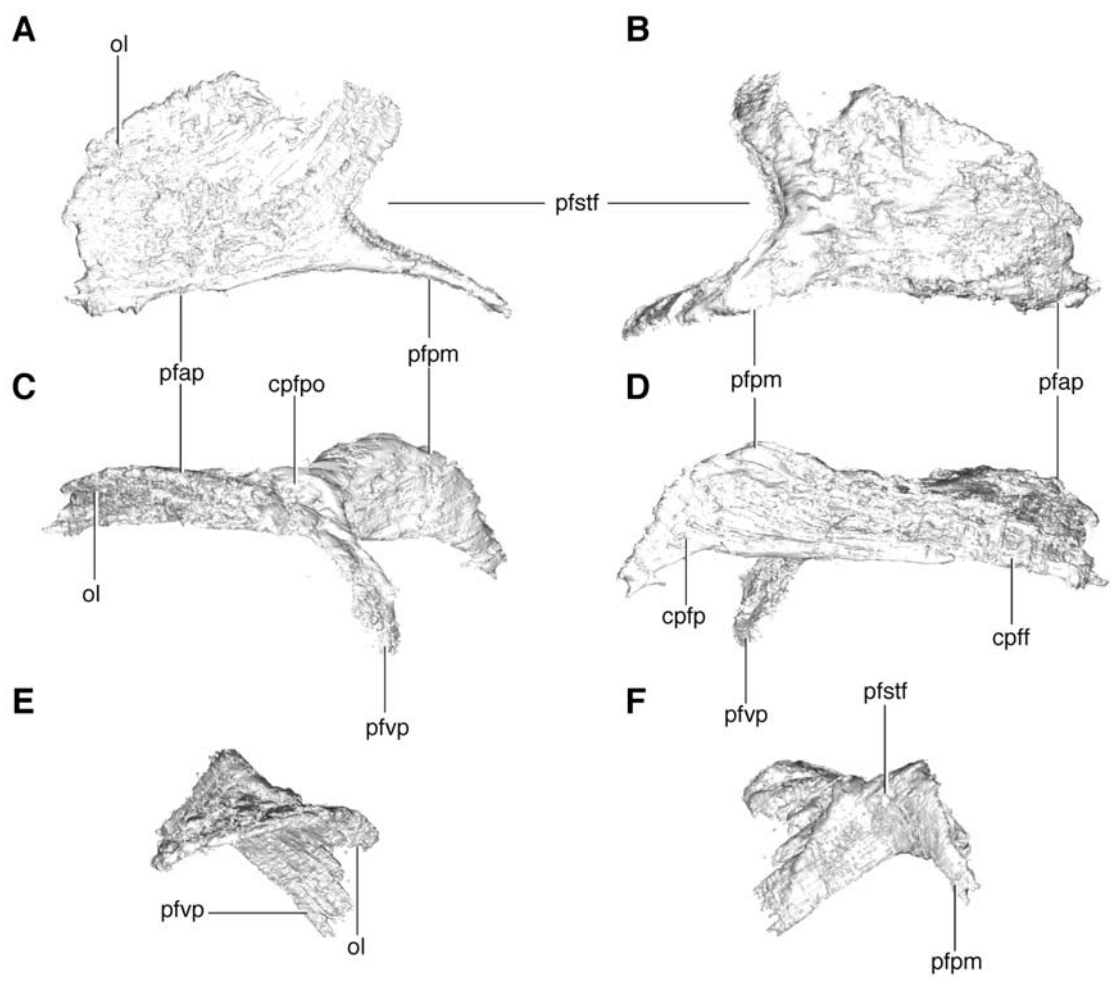 A
B
ol
pfstf
pfap
pfpm
pfpm
pfap
C
cpfpo
D
ol
cpfp
cpff
pfvp
pfvp
E
F
pfstf
pfvp
ol
pfpm